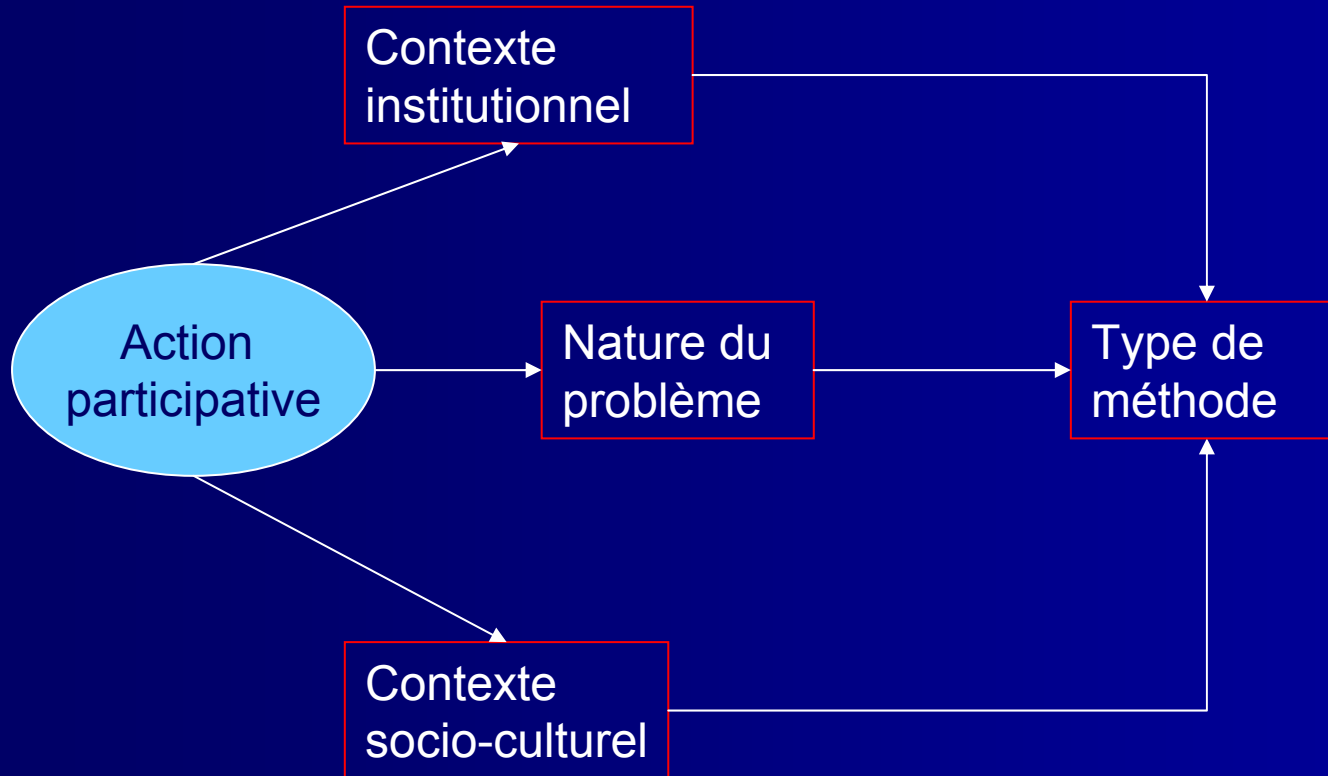 Contexte
institutionnel
Action
participative
Nature du
problème
Type de
méthode
Contexte
socio-culturel